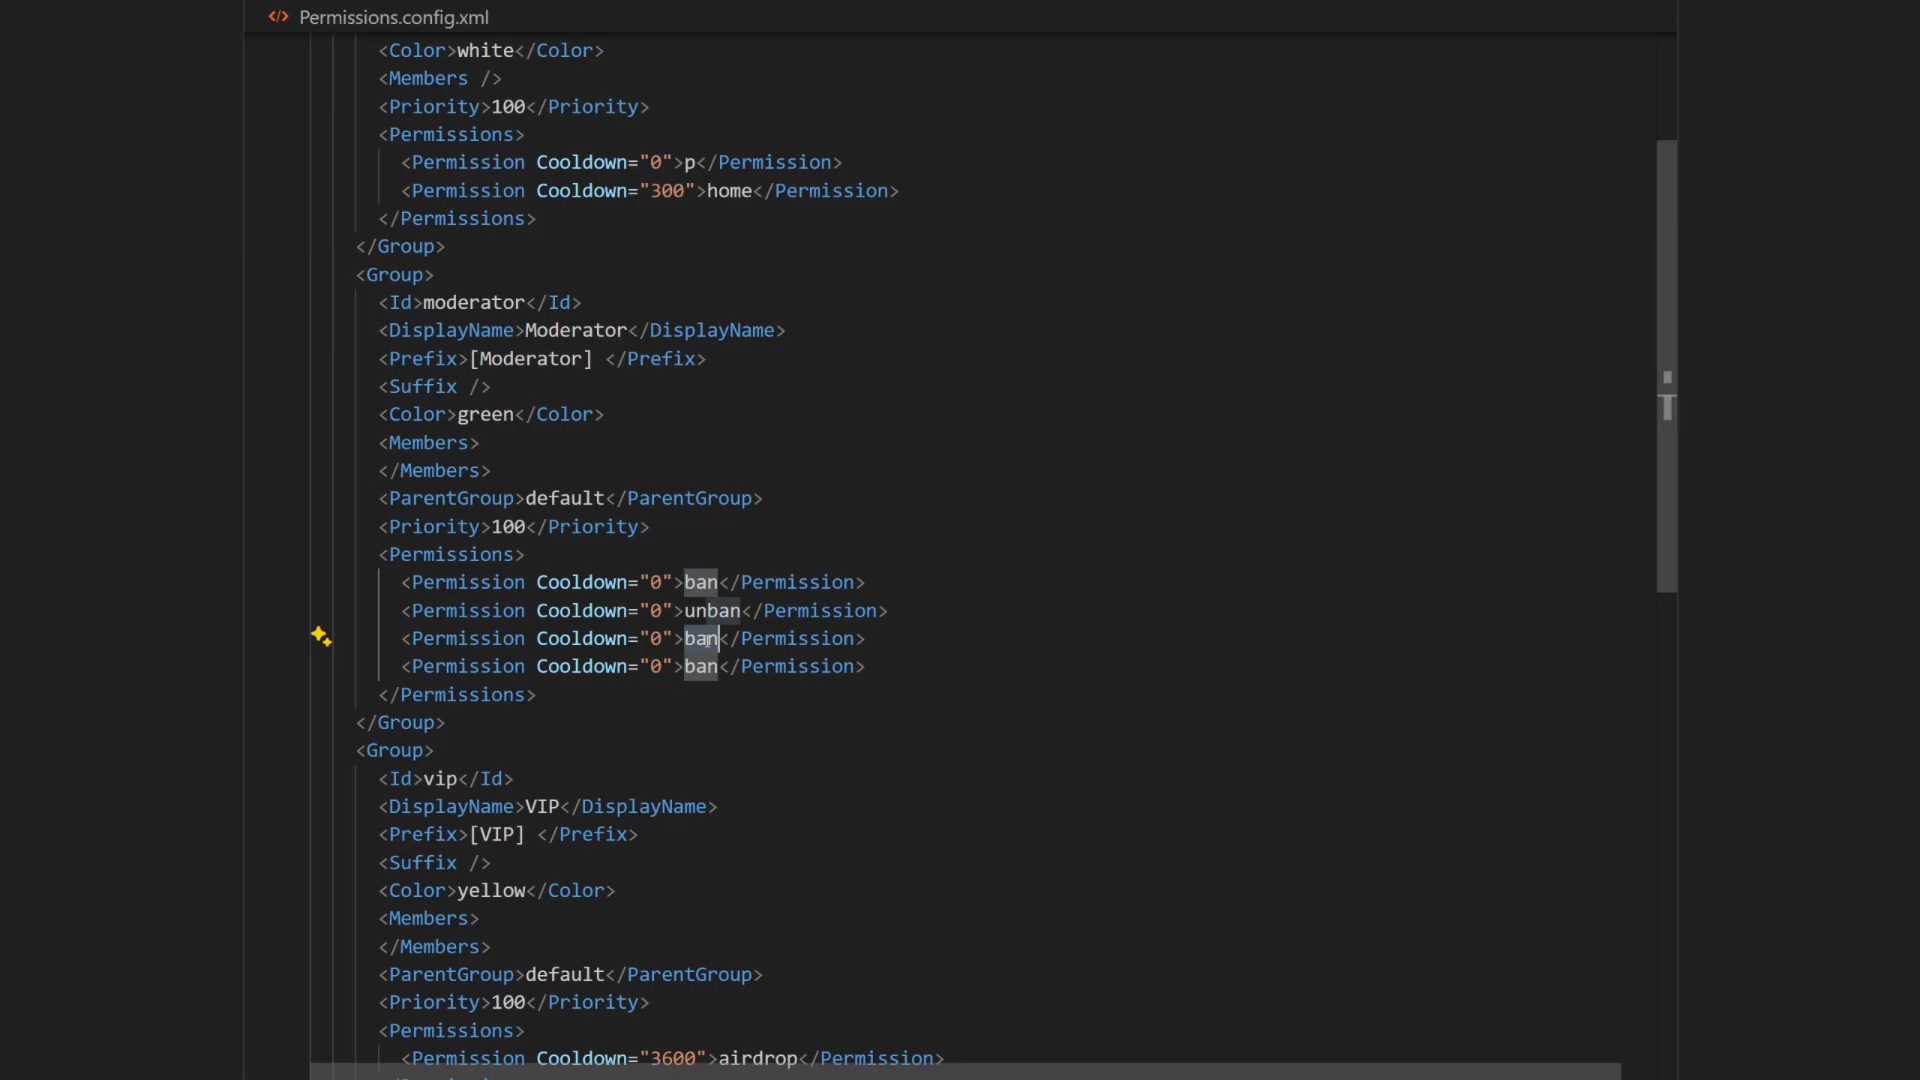 </> Permissions.config.xml
<Color>white</Color>
<Members />
<Priority>100</Priority>
<Permissions>
<Permission Cooldown="0">p</Permission>
<Permission Cooldown="300">home</Permission>
</Permissions>
</Group>
<Group>
<Id>moderator</Id>
<DisplayName>Moderator</DisplayName>
<Prefix>[Moderator] </Prefix>
<Suffix />
<Color>green</Color>
<Members>
</Members>
<ParentGroup>default</ParentGroup>
<Priority>100</Priority>
<Permissions>
<Permission Cooldown="0">ban</Permission>
<Permission Cooldown="0">unban</Permission>
<Permission Cooldown="0">ban</Permission>
<Permission Cooldown="0">ban</Permission>
</Permissions>
</Group>
<Group>
<Id>vip</Id>
<DisplayName>VIP</DisplayName>
<Prefix>[VIP] </Prefix>
<Suffix />
<Color>yellow</Color>
<Members>
</Members>
<ParentGroup>default</ParentGroup>
<Priority>100</Priority>
<Permissions>
<Permission Cooldown="3600">airdrop</Permission>